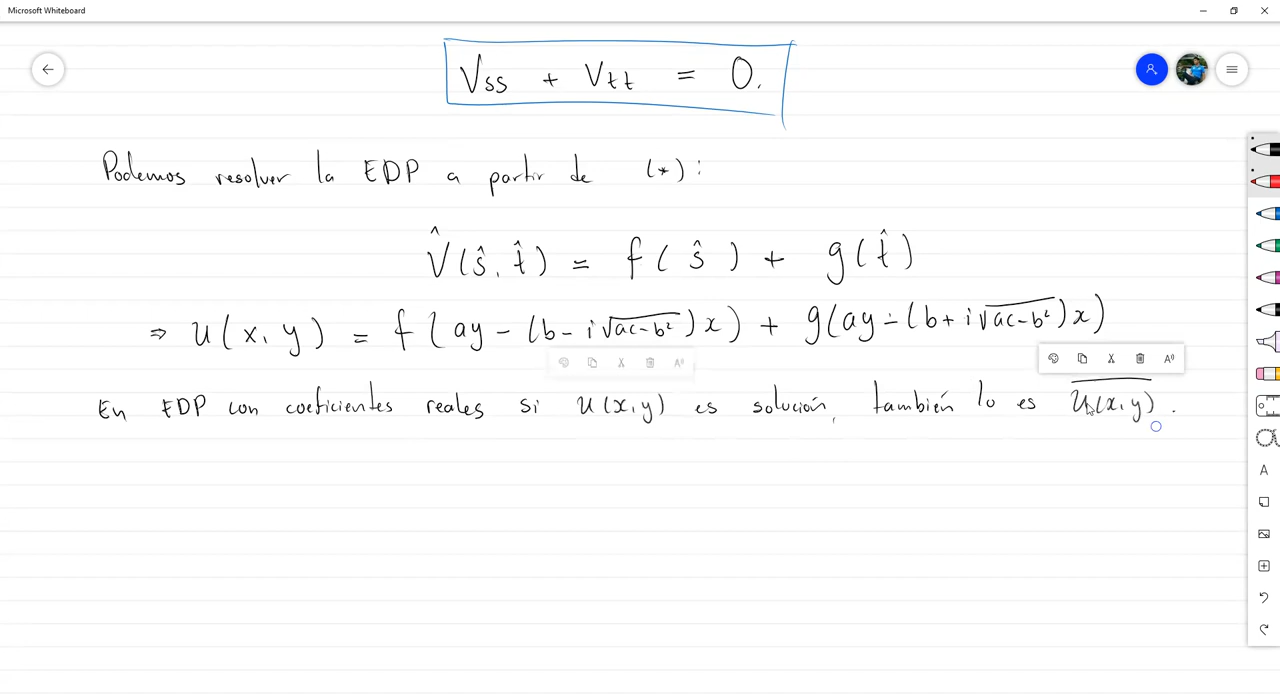 Microsoft Whiteboard
Vss + Vtt = 0.
Podemos resolver la EDP a partir de (*):
V̂(ŝ, t̂) = f(ŝ) + g(t̂)
⇒ u(x, y) = f(ay - (b - i√(ac-b²))x) + g(ay - (b + i√(ac-b²))x)
En EDP con coeficientes reales si u(x,y) es solución, también lo es u̅(̅x̅,̅y̅)̅.